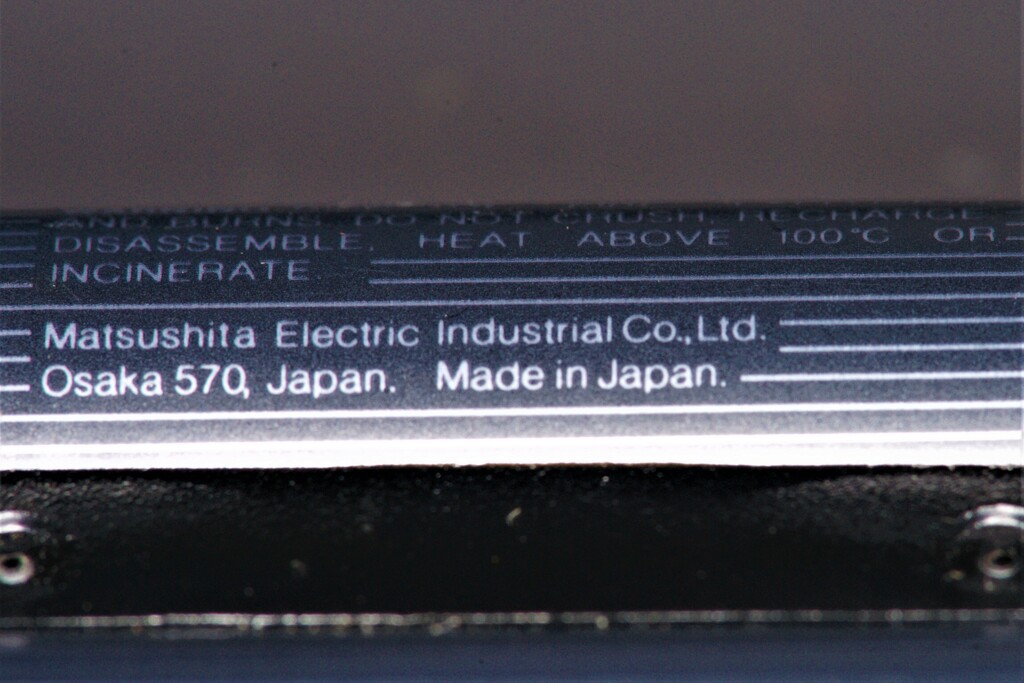 AND BURNS. DO NOT CRUSH, RECHARGE
DISASSEMBLE, HEAT ABOVE 100°C OR
INCINERATE.
Matsushita Electric Industrial Co., Ltd.
Osaka 570, Japan. Made in Japan.